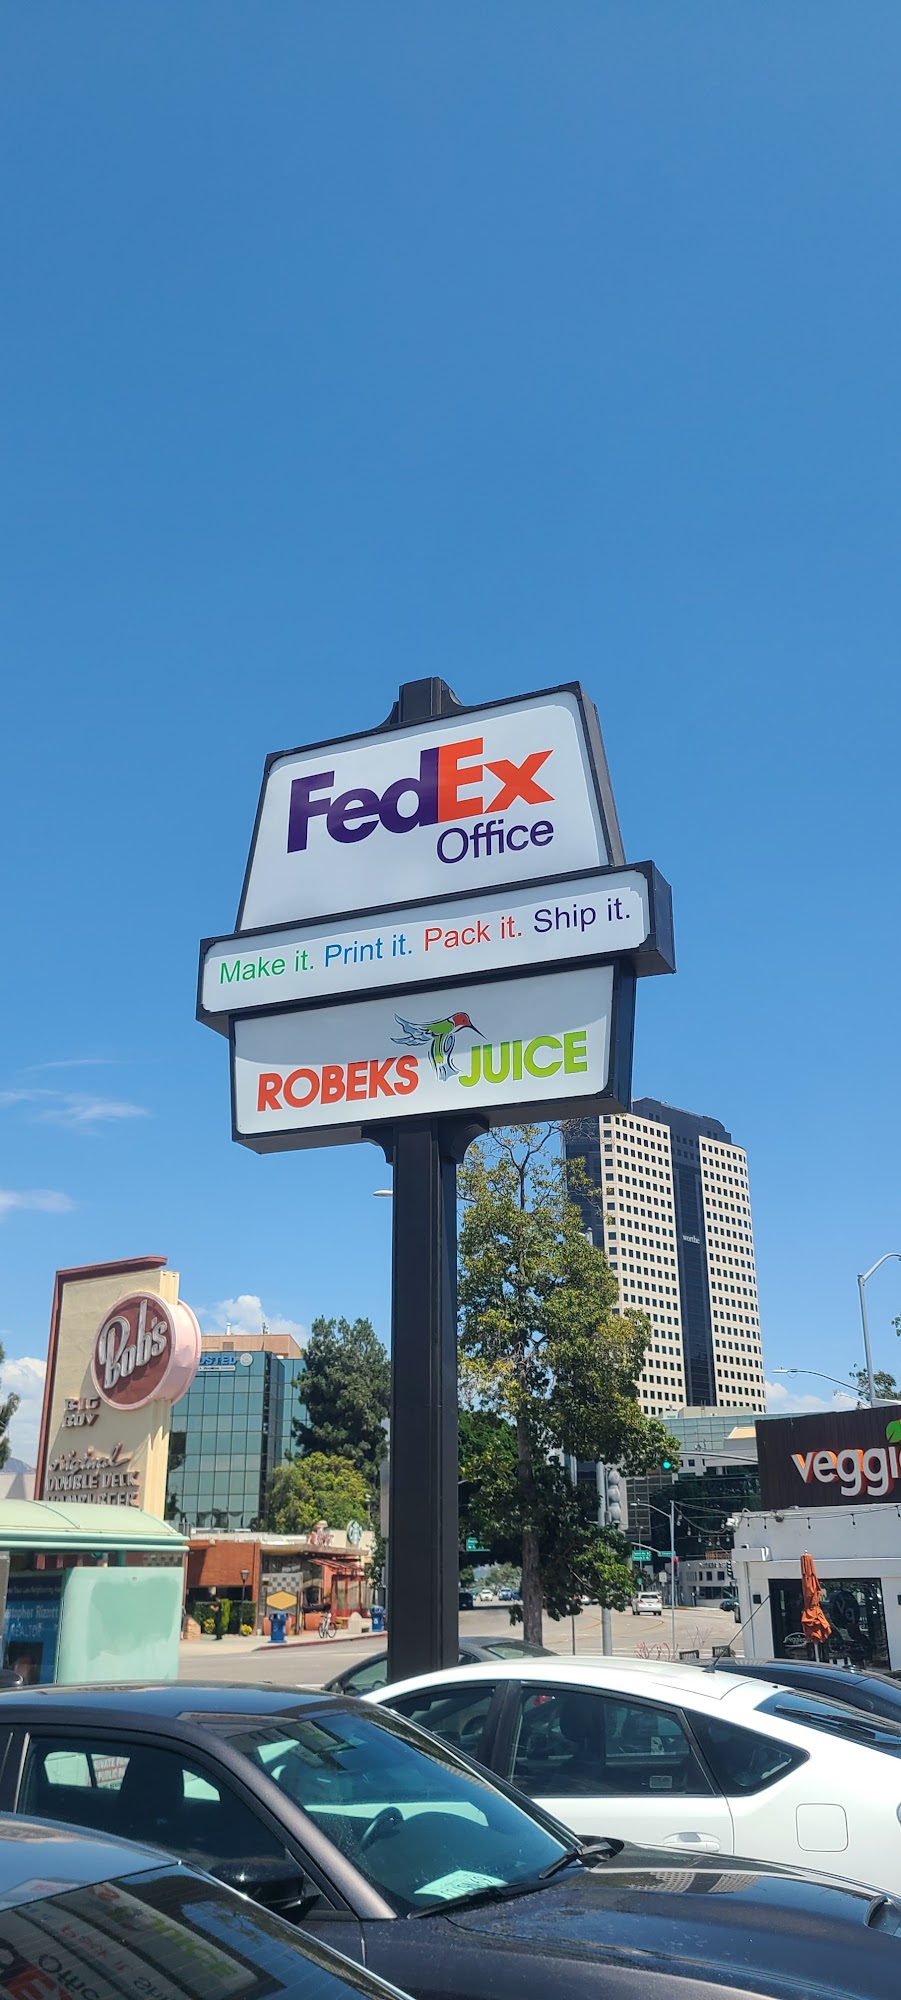 FedEx
Office
Make it. Print it. Pack it. Ship it.
ROBEKS JUICE
Bob's
BIG
BOY
Original
DOUBLE DECK
worthe
veggi